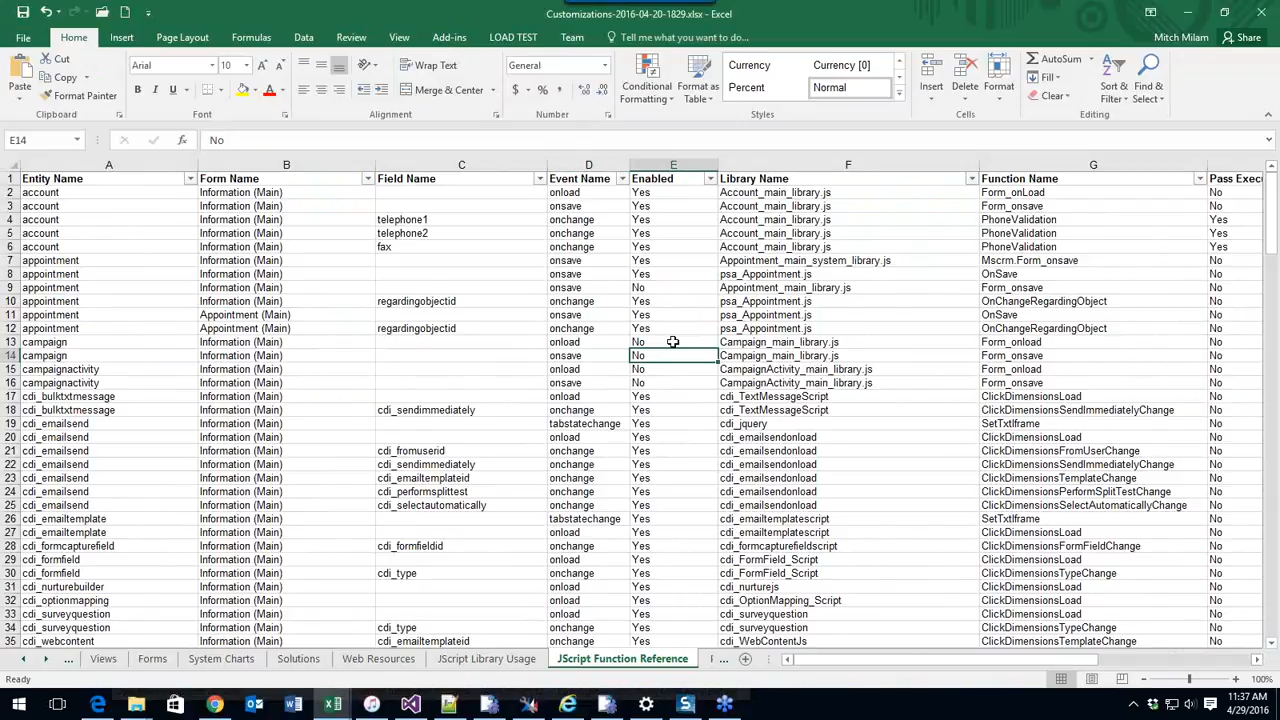 Customizations-2016-04-20-1829.xlsx - Excel
File Home Insert Page Layout Formulas Data Review View Add-ins LOAD TEST Team Tell me what you want to do... Mitch Milam Share
Paste
Cut
Copy
Format Painter
Clipboard
Arial 10
B I U
Font
Wrap Text
Merge & Center
Alignment
General
$ % ,
Number
Conditional Formatting
Format as Table
Currency Currency [0]
Percent Normal
Styles
Insert Delete Format
Cells
AutoSum
Fill
Clear
Sort & Filter
Find & Select
Editing
E14 fx No
A B C D E F G
1 Entity Name Form Name Field Name Event Name Enabled Library Name Function Name Pass Execu
2 account Information (Main) onload Yes Account_main_library.js Form_onLoad No
3 account Information (Main) onsave Yes Account_main_library.js Form_onsave No
4 account Information (Main) telephone1 onchange Yes Account_main_library.js PhoneValidation Yes
5 account Information (Main) telephone2 onchange Yes Account_main_library.js PhoneValidation Yes
6 account Information (Main) fax onchange Yes Account_main_library.js PhoneValidation Yes
7 appointment Information (Main) onsave Yes Appointment_main_system_library.js Mscrm.Form_onsave No
8 appointment Information (Main) onsave Yes psa_Appointment.js OnSave No
9 appointment Information (Main) onsave No Appointment_main_library.js Form_onsave No
10 appointment Information (Main) regardingobjectid onchange Yes psa_Appointment.js OnChangeRegardingObject No
11 appointment Appointment (Main) onsave Yes psa_Appointment.js OnSave No
12 appointment Appointment (Main) regardingobjectid onchange Yes psa_Appointment.js OnChangeRegardingObject No
13 campaign Information (Main) onload No Campaign_main_library.js Form_onload No
14 campaign Information (Main) onsave No Campaign_main_library.js Form_onsave No
15 campaignactivity Information (Main) onload No CampaignActivity_main_library.js Form_onload No
16 campaignactivity Information (Main) onsave No CampaignActivity_main_library.js Form_onsave No
17 cdi_bulktxtmessage Information (Main) onload Yes cdi_TextMessageScript ClickDimensionsLoad No
18 cdi_bulktxtmessage Information (Main) cdi_sendimmediately onchange Yes cdi_TextMessageScript ClickDimensionsSendImmediatelyChange No
19 cdi_emailsend Information (Main) tabstatechange Yes cdi_jquery SetTxtIframe No
20 cdi_emailsend Information (Main) onload Yes cdi_emailsendonload ClickDimensionsLoad No
21 cdi_emailsend Information (Main) cdi_fromuserid onchange Yes cdi_emailsendonload ClickDimensionsFromUserChange No
22 cdi_emailsend Information (Main) cdi_sendimmediately onchange Yes cdi_emailsendonload ClickDimensionsSendImmediatelyChange No
23 cdi_emailsend Information (Main) cdi_emailtemplateid onchange Yes cdi_emailsendonload ClickDimensionsTemplateChange No
24 cdi_emailsend Information (Main) cdi_performsplittest onchange Yes cdi_emailsendonload ClickDimensionsPerformSplitTestChange No
25 cdi_emailsend Information (Main) cdi_selectautomatically onchange Yes cdi_emailsendonload ClickDimensionsSelectAutomaticallyChange No
26 cdi_emailtemplate Information (Main) tabstatechange Yes cdi_emailtemplatescript SetTxtIframe No
27 cdi_emailtemplate Information (Main) onload Yes cdi_emailtemplatescript ClickDimensionsLoad No
28 cdi_formcapturefield Information (Main) cdi_formfieldid onchange Yes cdi_formcapturefieldscript ClickDimensionsFormFieldChange No
29 cdi_formfield Information (Main) onload Yes cdi_FormField_Script ClickDimensionsLoad No
30 cdi_formfield Information (Main) cdi_type onchange Yes cdi_FormField_Script ClickDimensionsTypeChange No
31 cdi_nurturebuilder Information (Main) onload Yes cdi_nurturejs ClickDimensionsLoad No
32 cdi_optionmapping Information (Main) onload Yes cdi_OptionMapping_Script ClickDimensionsLoad No
33 cdi_surveyquestion Information (Main) onload Yes cdi_surveyquestion ClickDimensionsLoad No
34 cdi_surveyquestion Information (Main) cdi_type onchange Yes cdi_surveyquestion ClickDimensionsTypeChange No
35 cdi_webcontent Information (Main) cdi_emailtemplateid onchange Yes cdi_WebContentJs ClickDimensionsTemplateChange No
... Views Forms System Charts Solutions Web Resources JScript Library Usage JScript Function Reference ...
Ready 100%
11:37 AM
4/29/2016